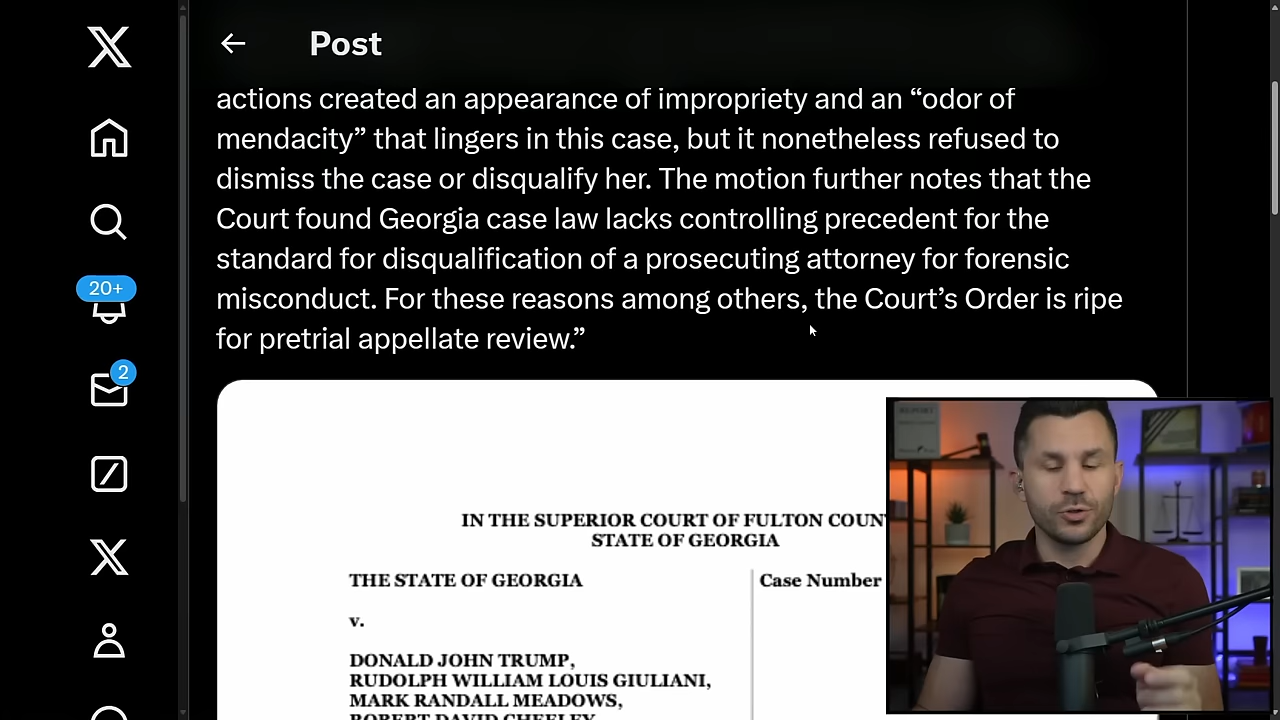 Post
actions created an appearance of impropriety and an “odor of
mendacity” that lingers in this case, but it nonetheless refused to
dismiss the case or disqualify her. The motion further notes that the
Court found Georgia case law lacks controlling precedent for the
standard for disqualification of a prosecuting attorney for forensic
misconduct. For these reasons among others, the Court’s Order is ripe
for pretrial appellate review.”
20+
2
IN THE SUPERIOR COURT OF FULTON COUN
STATE OF GEORGIA
THE STATE OF GEORGIA
Case Number
v.
DONALD JOHN TRUMP,
RUDOLPH WILLIAM LOUIS GIULIANI,
MARK RANDALL MEADOWS,
ROBERT DAVID CHEELEY